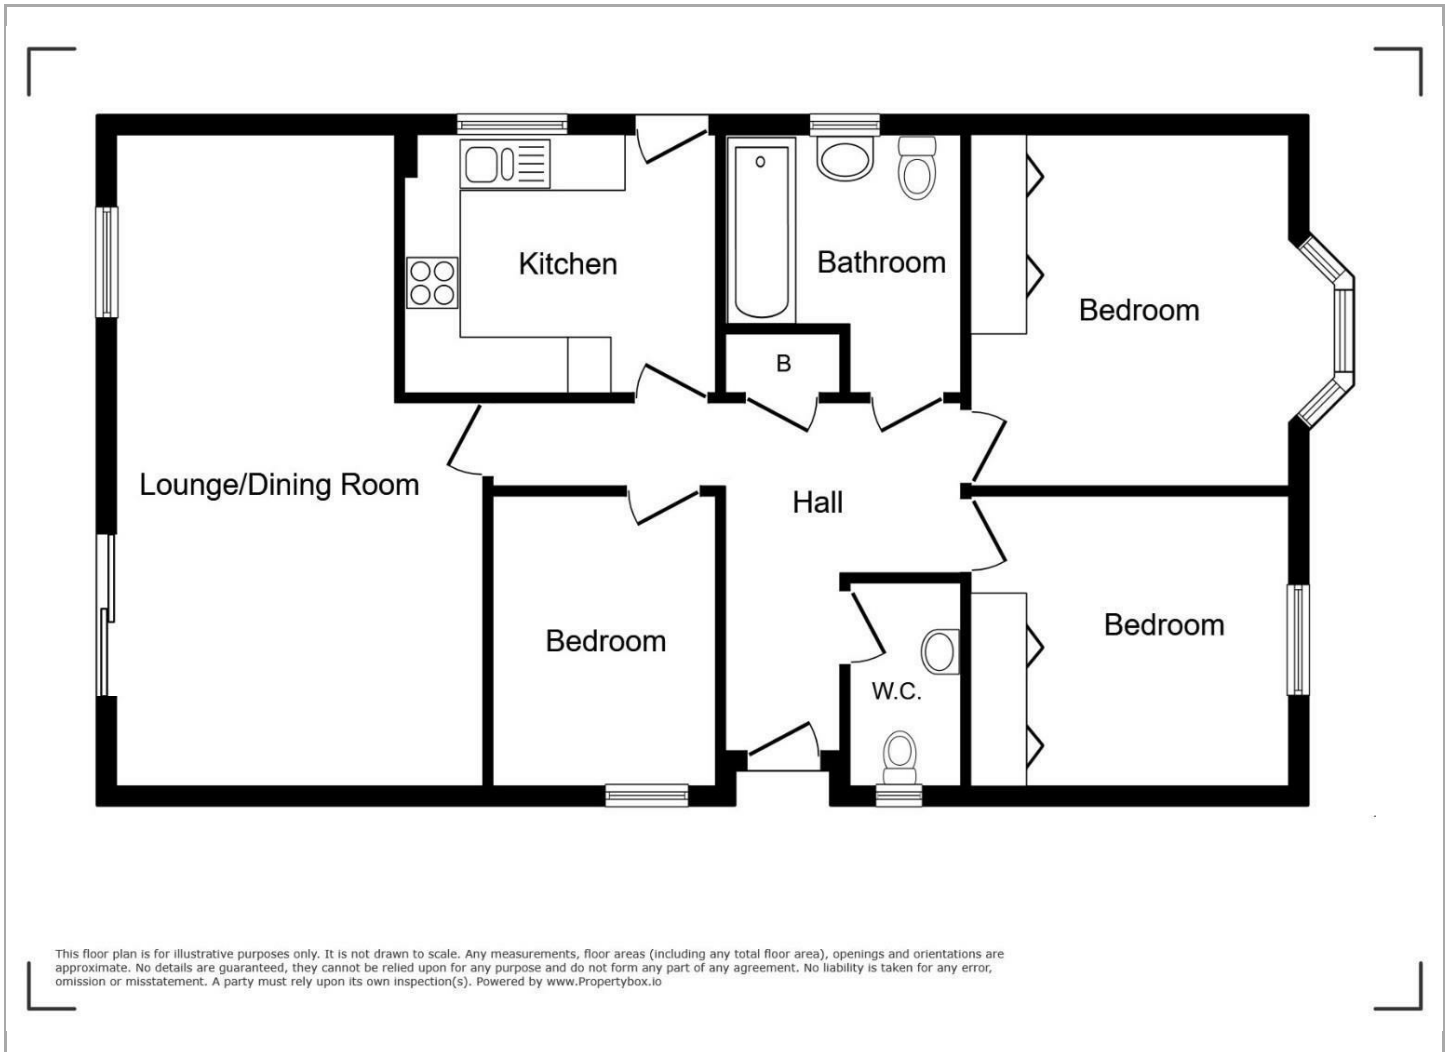 Kitchen
Bathroom
Bedroom
B
Lounge/Dining Room
Hall
Bedroom
Bedroom
W.C.
This floor plan is for illustrative purposes only. It is not drawn to scale. Any measurements, floor areas (including any total floor area), openings and orientations are
approximate. No details are guaranteed, they cannot be relied upon for any purpose and do not form any part of any agreement. No liability is taken for any error,
omission or misstatement. A party must rely upon its own inspection(s). Powered by www.Propertybox.io